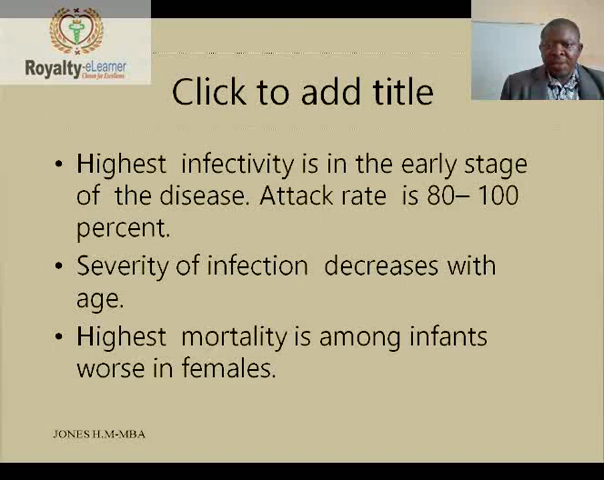 Royalty-eLearner
Choose for Excellence
Click to add title
• Highest infectivity is in the early stage
of the disease. Attack rate is 80– 100
percent.
• Severity of infection decreases with
age.
• Highest mortality is among infants
worse in females.
JONES H.M-MBA